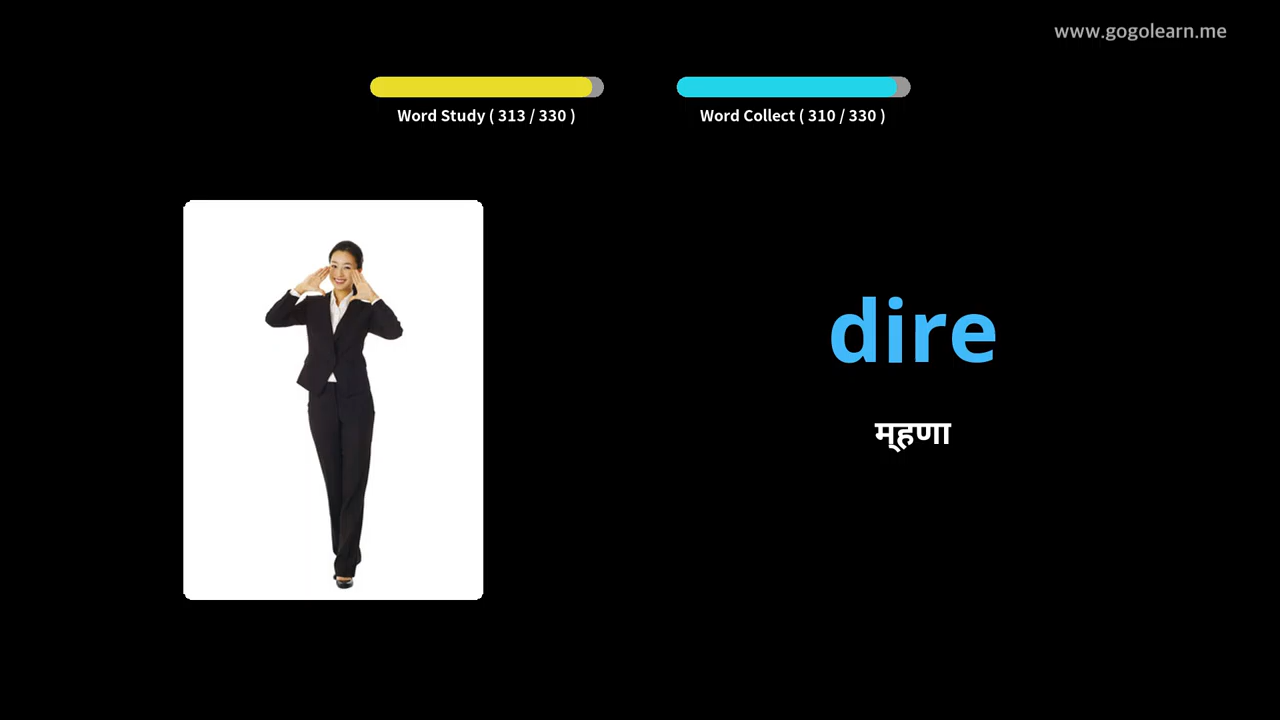 www.gogolearn.me
Word Study ( 313 / 330 )
Word Collect ( 310 / 330 )
dire
म्हणा